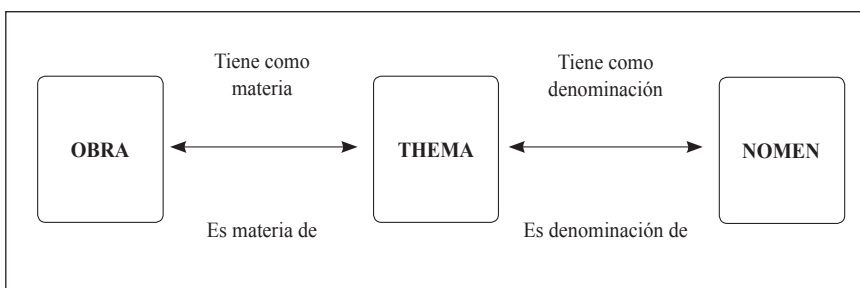 Tiene como
materia
Tiene como
denominación
OBRA
THEMA
NOMEN
Es materia de
Es denominación de